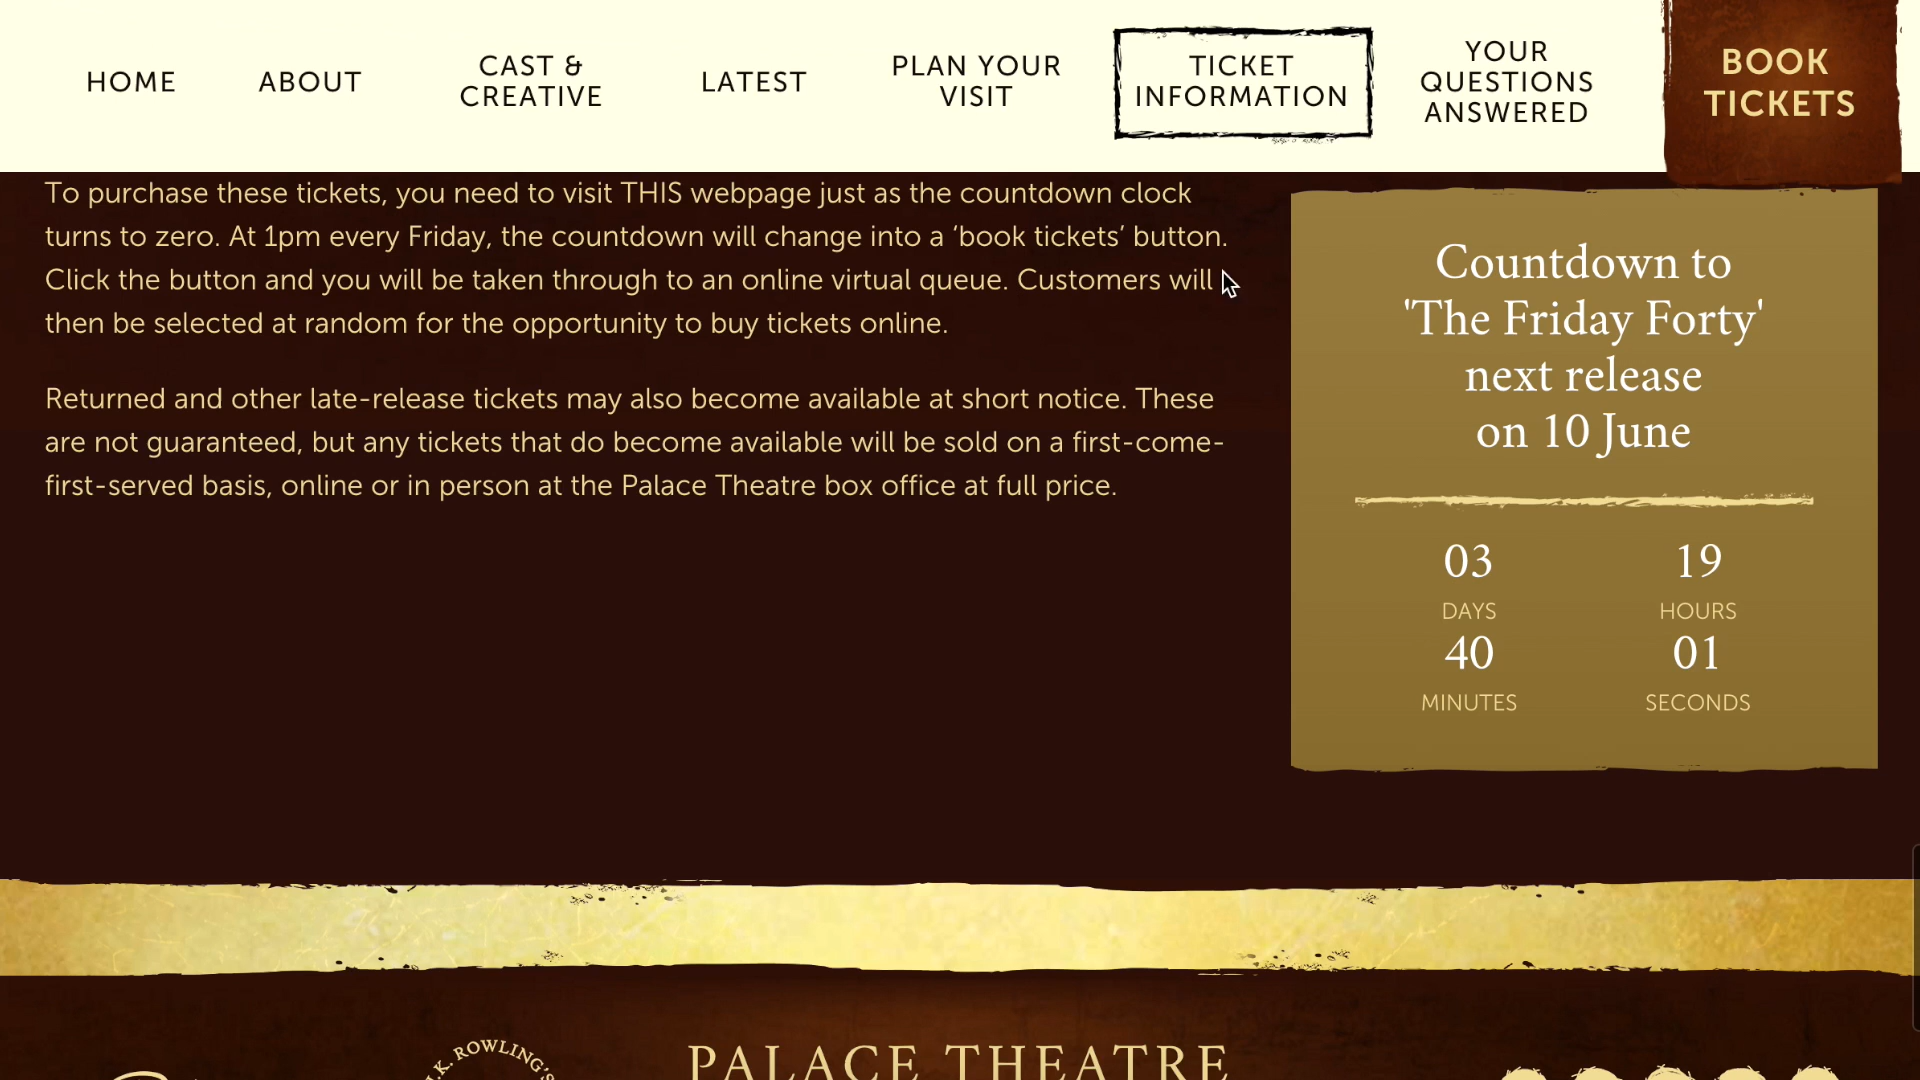 HOME
ABOUT
CAST &
CREATIVE
LATEST
PLAN YOUR
VISIT
TICKET
INFORMATION
YOUR
QUESTIONS
ANSWERED
BOOK
TICKETS
To purchase these tickets, you need to visit THIS webpage just as the countdown clock
turns to zero. At 1pm every Friday, the countdown will change into a ‘book tickets’ button.
Click the button and you will be taken through to an online virtual queue. Customers will
then be selected at random for the opportunity to buy tickets online.
Returned and other late-release tickets may also become available at short notice. These
are not guaranteed, but any tickets that do become available will be sold on a first-come-
first-served basis, online or in person at the Palace Theatre box office at full price.
Countdown to
'The Friday Forty'
next release
on 10 June
03
DAYS
19
HOURS
40
MINUTES
01
SECONDS
J.K. ROWLING'S
PALACE THEATRE